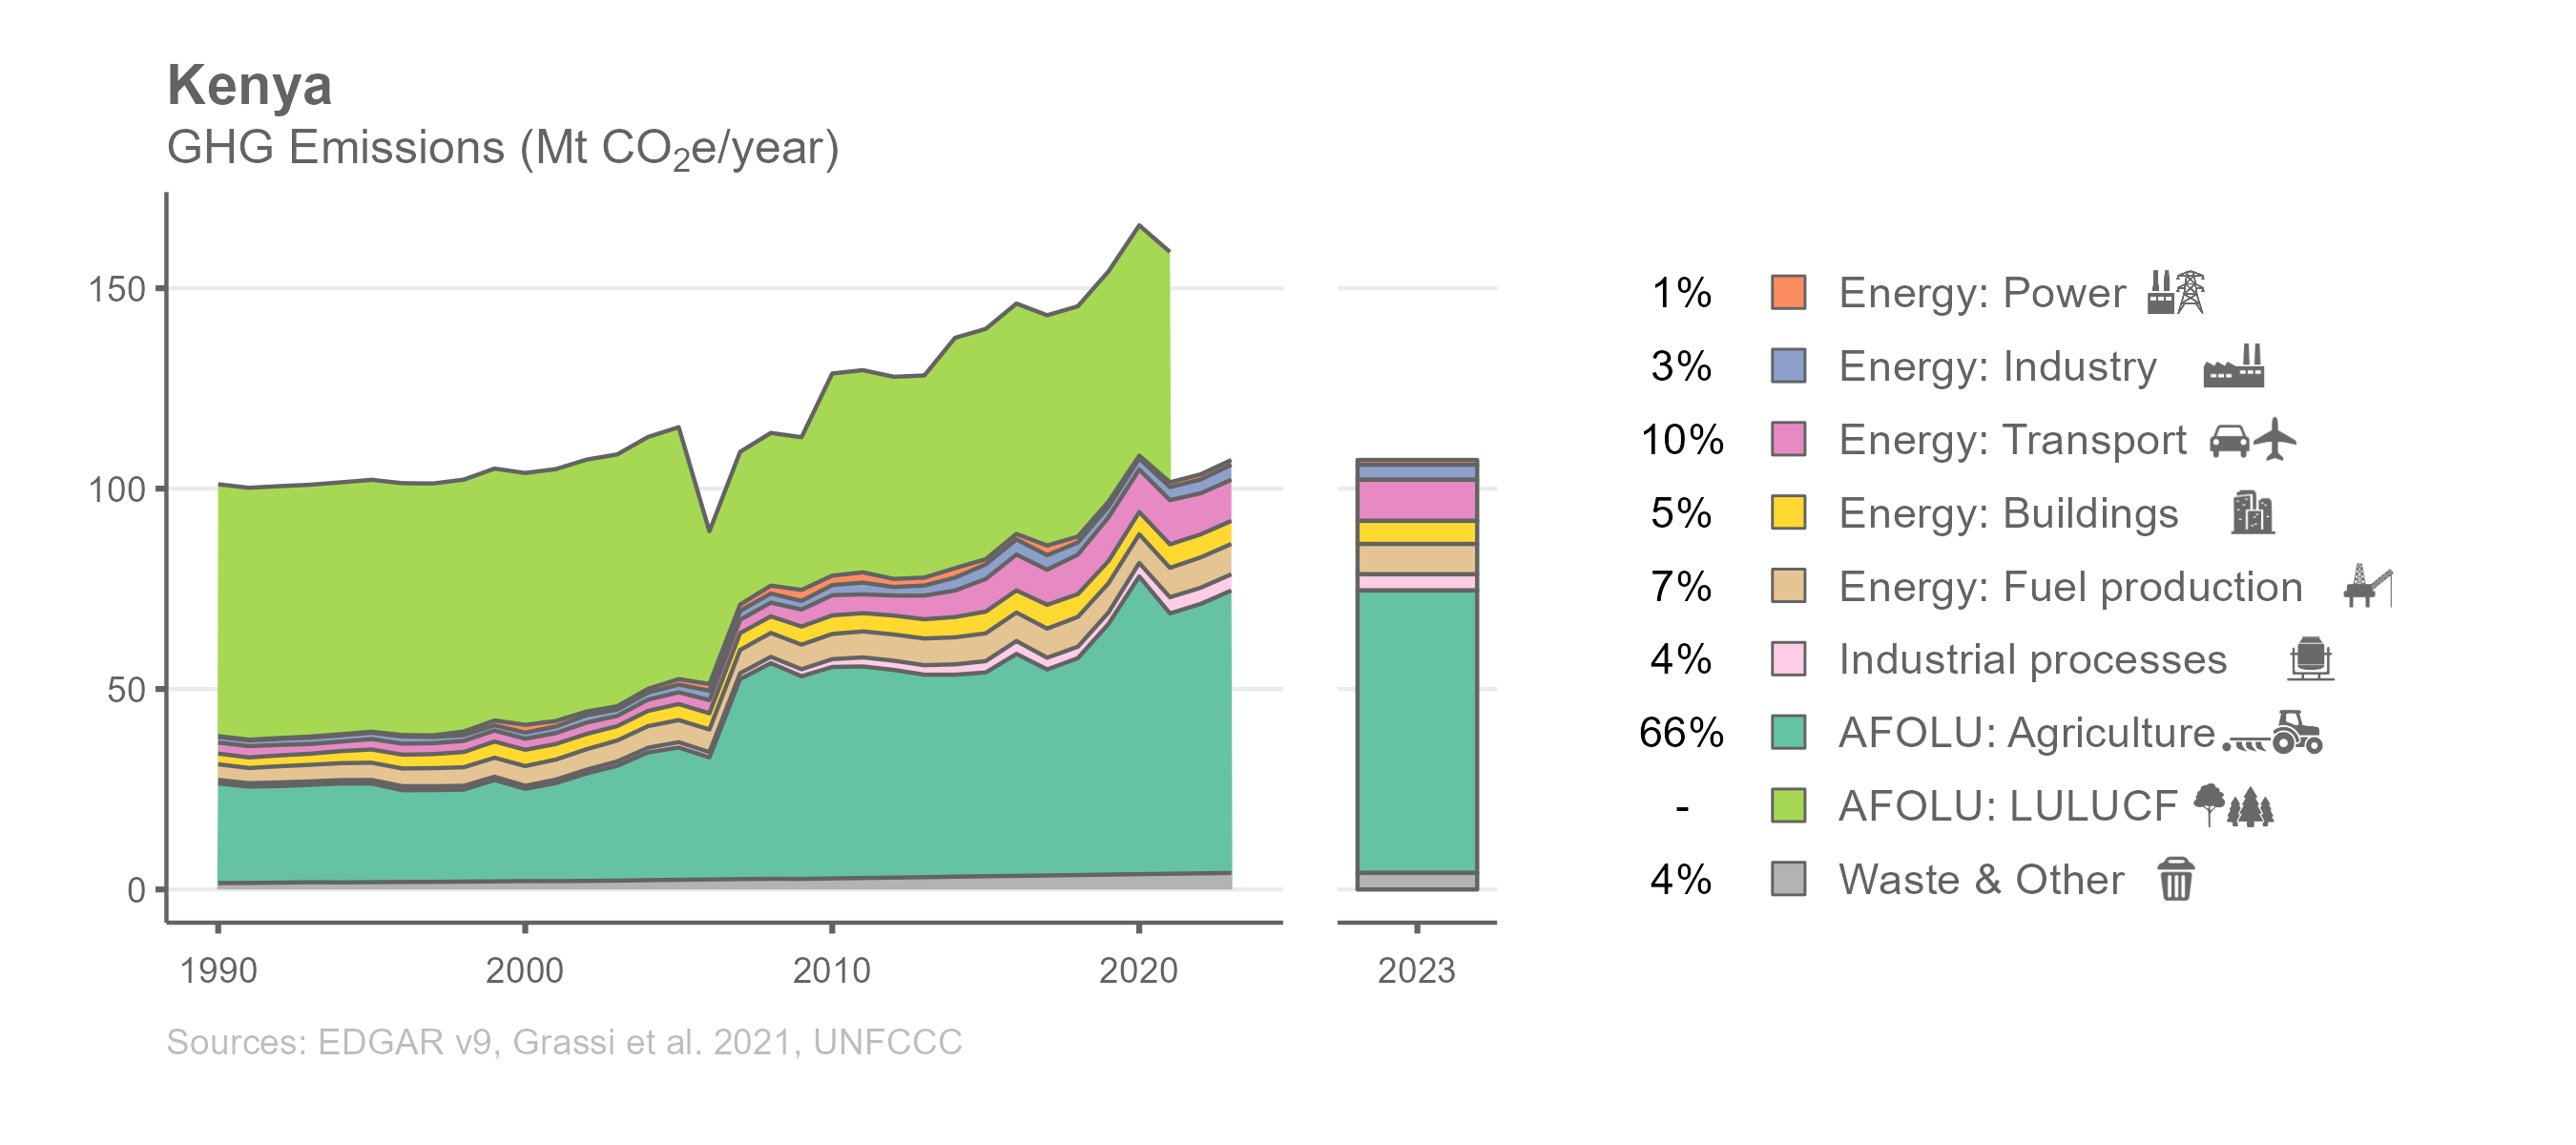 Kenya
GHG Emissions (Mt CO₂e/year)
150
100
50
0
1990 2000 2010 2020 2023
1% Energy: Power
3% Energy: Industry
10% Energy: Transport
5% Energy: Buildings
7% Energy: Fuel production
4% Industrial processes
66% AFOLU: Agriculture
- AFOLU: LULUCF
4% Waste & Other
Sources: EDGAR v9, Grassi et al. 2021, UNFCCC